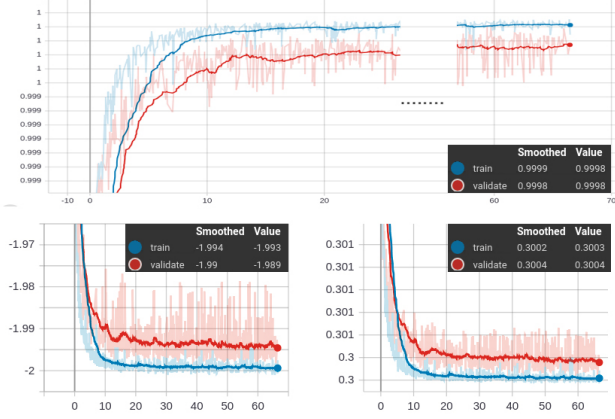 1
1
1
1
1
1
0.999
0.999
0.999
0.999
0.999
0.999
0.999
Smoothed Value
train 0.9999 0.9998
validate 0.9998 0.9998
-10 0 10 20 60 70
Smoothed Value
train -1.994 -1.993
validate -1.99 -1.989
-1.97
-1.98
-1.99
-2
0 10 20 30 40 50 60
Smoothed Value
train 0.3002 0.3003
validate 0.3004 0.3004
0.301
0.301
0.301
0.301
0.3
0.3
0 10 20 30 40 50 60